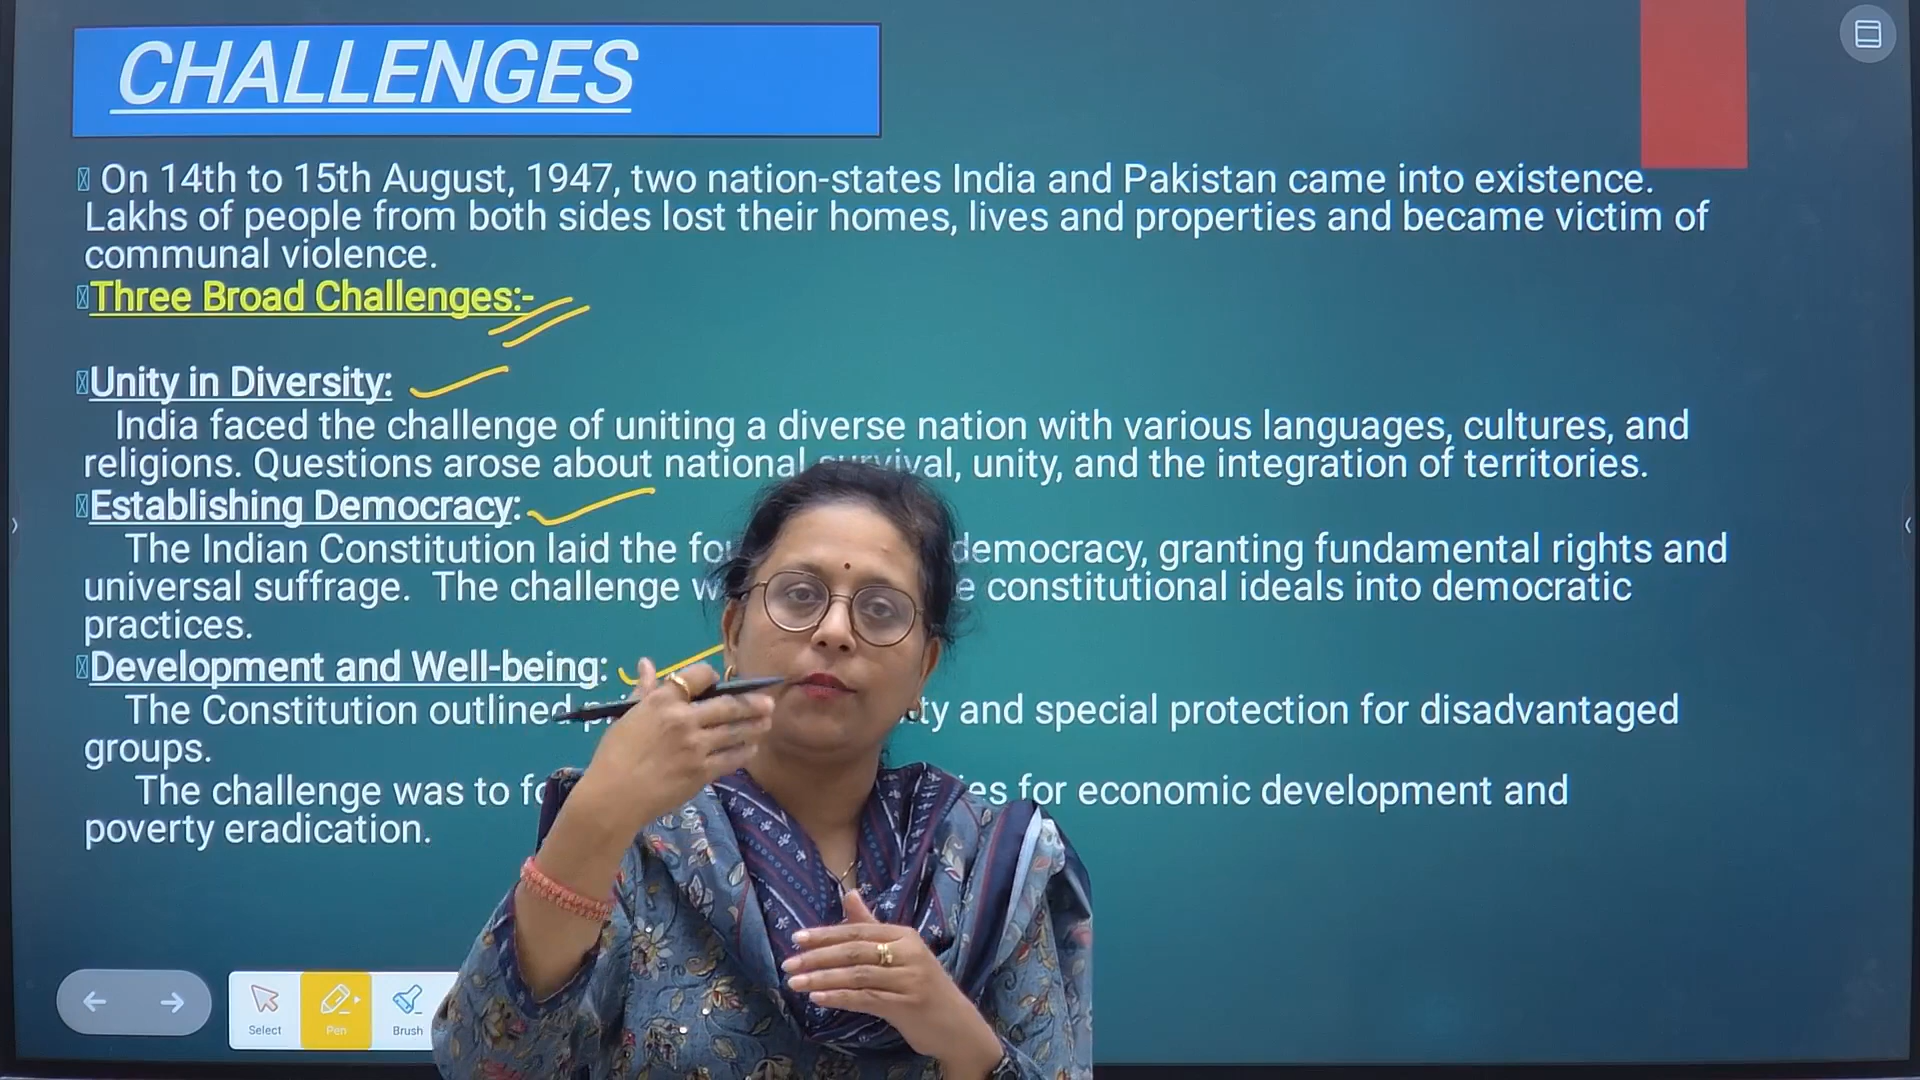 CHALLENGES
On 14th to 15th August, 1947, two nation-states India and Pakistan came into existence.
Lakhs of people from both sides lost their homes, lives and properties and became victim of
communal violence.
Three Broad Challenges:-
Unity in Diversity:
India faced the challenge of uniting a diverse nation with various languages, cultures, and
religions. Questions arose about national survival, unity, and the integration of territories.
Establishing Democracy:
The Indian Constitution laid the democracy, granting fundamental rights and
universal suffrage. The challenge constitutional ideals into democratic
practices.
Development and Well-being:
The Constitution outlined and special protection for disadvantaged
groups.
The challenge was to for economic development and
poverty eradication.
Select
Pen
Brush